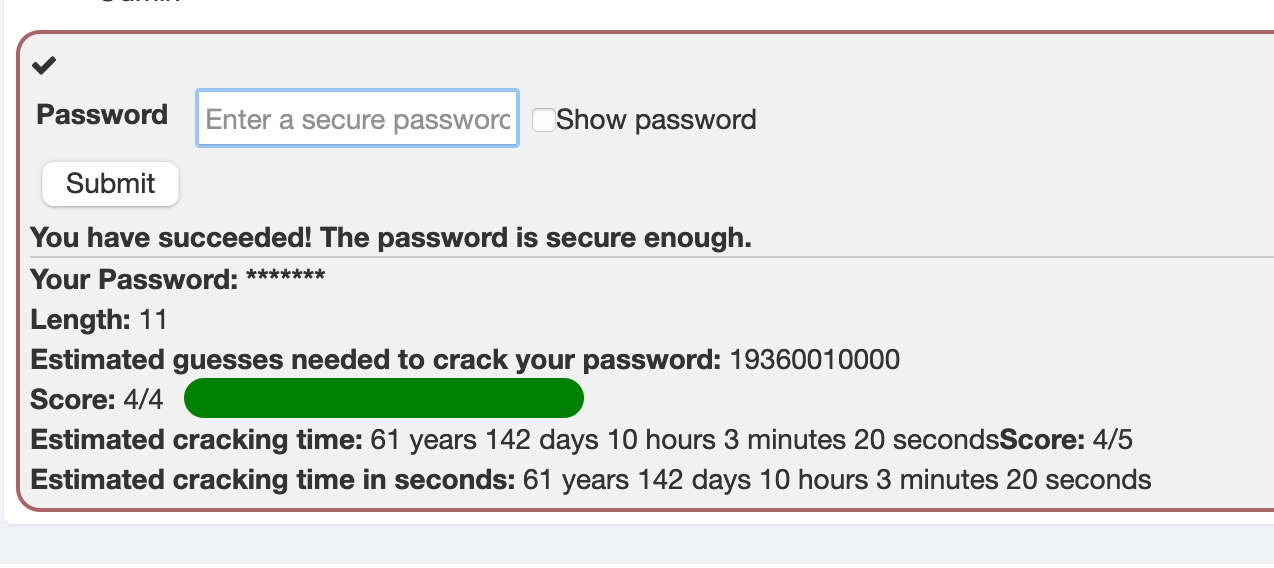 Password Enter a secure password Show password
Submit
You have succeeded! The password is secure enough.
Your Password: *******
Length: 11
Estimated guesses needed to crack your password: 19360010000
Score: 4/4
Estimated cracking time: 61 years 142 days 10 hours 3 minutes 20 secondsScore: 4/5
Estimated cracking time in seconds: 61 years 142 days 10 hours 3 minutes 20 seconds